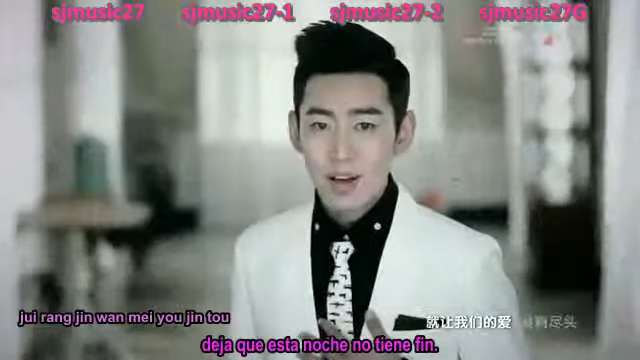 sjmusic27 sjmusic27-1 sjmusic27-2 sjmusic27G
jui rang jin wan mei you jin tou
就让我们的爱
deja que esta noche no tiene fin.